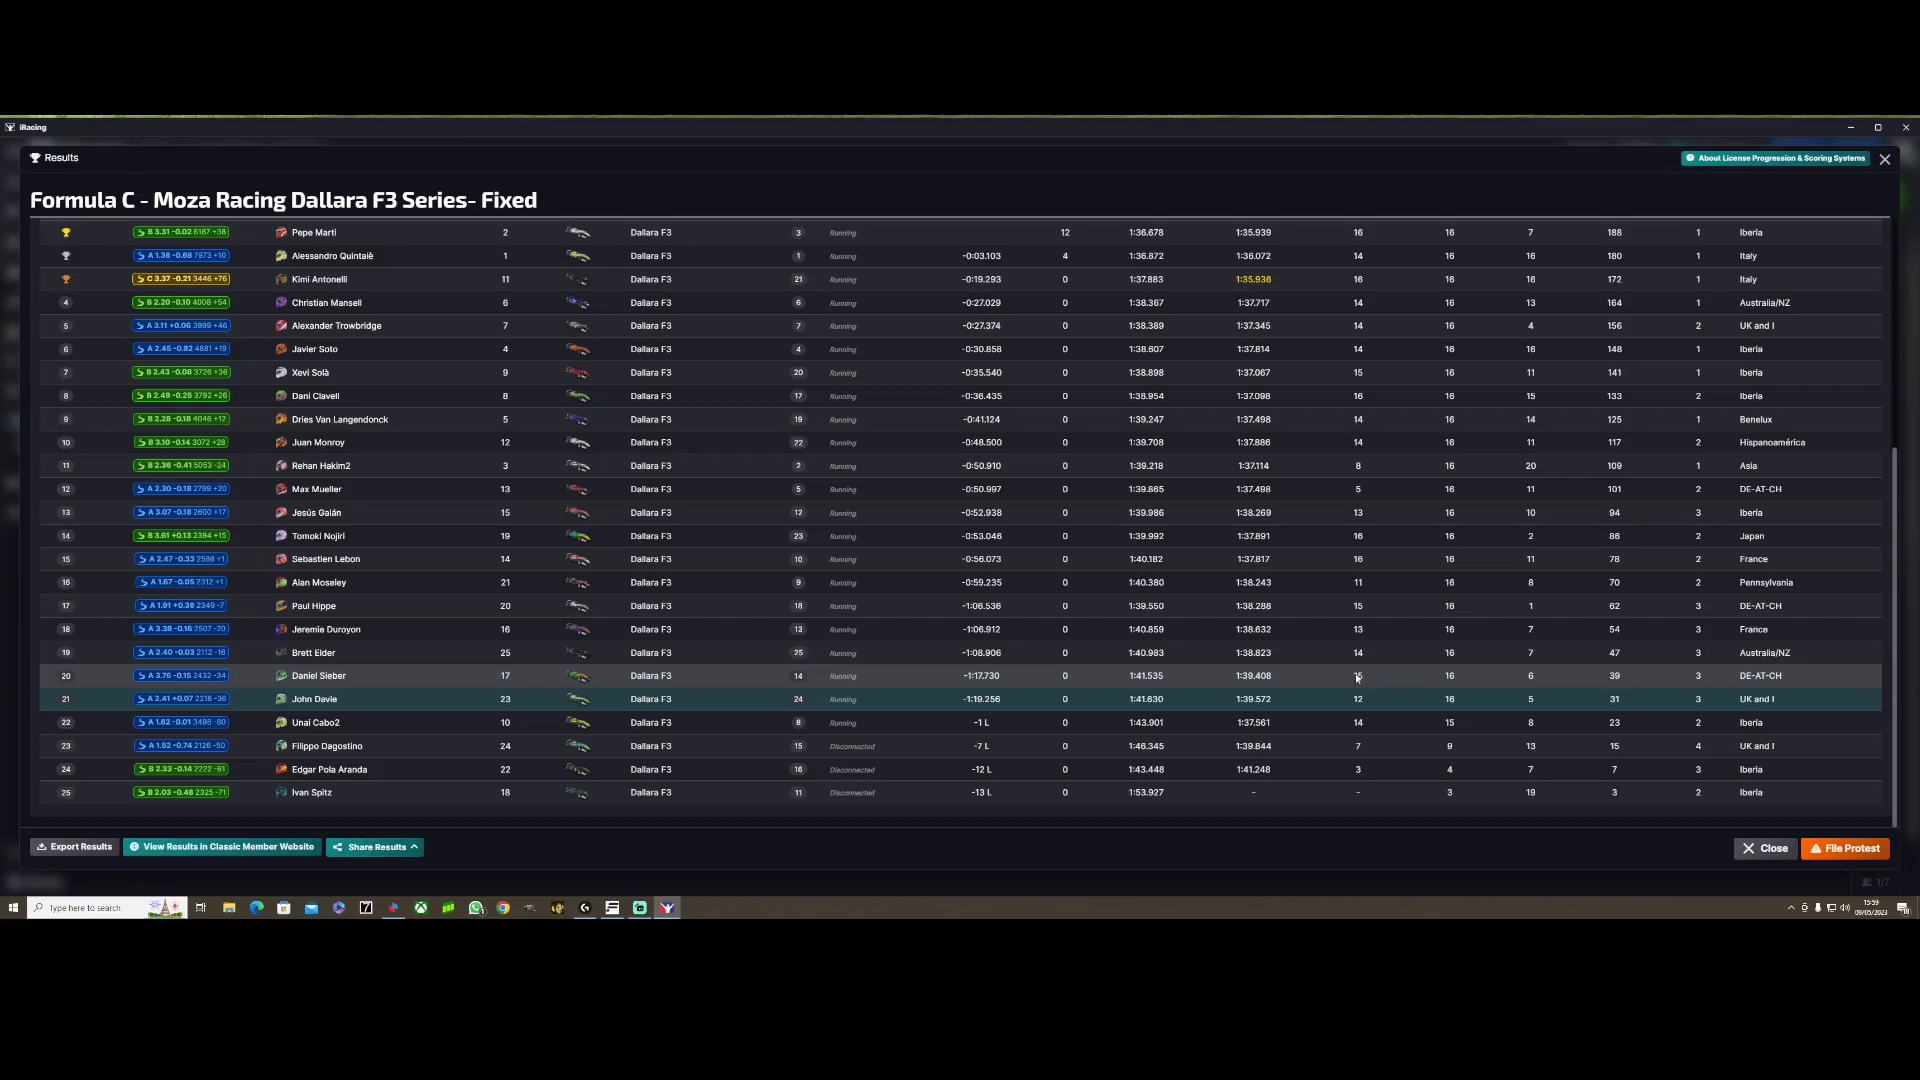 iRacing
Results
About License Progression & Scoring Systems
Formula C - Moza Racing Dallara F3 Series- Fixed
B 3.31 -0.02 6187 +38 Pepe Marti 2 Dallara F3 3 Running 12 1:36.678 1:35.939 16 16 7 188 1 Iberia
A 1.38 -0.68 7973 +10 Alessandro Quintaiè 1 Dallara F3 1 Running -0:03.103 4 1:36.872 1:36.072 14 16 16 180 1 Italy
C 3.37 -0.21 3446 +76 Kimi Antonelli 11 Dallara F3 21 Running -0:19.293 0 1:37.883 1:35.936 16 16 16 172 1 Italy
4 B 2.20 -0.10 4008 +54 Christian Mansell 6 Dallara F3 6 Running -0:27.029 0 1:38.367 1:37.717 14 16 13 164 1 Australia/NZ
5 A 3.11 +0.06 3999 +46 Alexander Trowbridge 7 Dallara F3 7 Running -0:27.374 0 1:38.389 1:37.345 14 16 4 156 2 UK and I
6 A 2.45 -0.82 4881 +19 Javier Soto 4 Dallara F3 4 Running -0:30.858 0 1:38.607 1:37.814 14 16 16 148 1 Iberia
7 B 2.43 -0.08 3726 +36 Xevi Solà 9 Dallara F3 20 Running -0:35.540 0 1:38.898 1:37.067 15 16 11 141 1 Iberia
8 B 2.49 -0.25 3792 +26 Dani Clavell 8 Dallara F3 17 Running -0:36.435 0 1:38.954 1:37.098 16 16 15 133 2 Iberia
9 B 2.28 -0.18 4046 +12 Dries Van Langendonck 5 Dallara F3 19 Running -0:41.124 0 1:39.247 1:37.498 14 16 14 125 1 Benelux
10 B 3.10 -0.14 3072 +28 Juan Monroy 12 Dallara F3 22 Running -0:48.500 0 1:39.708 1:37.886 14 16 11 117 2 Hispanoamérica
11 B 2.36 -0.41 5053 -24 Rehan Hakim2 3 Dallara F3 2 Running -0:50.910 0 1:39.218 1:37.114 8 16 20 109 1 Asia
12 A 2.30 -0.18 2799 +20 Max Mueller 13 Dallara F3 5 Running -0:50.997 0 1:39.865 1:37.498 5 16 11 101 2 DE-AT-CH
13 A 3.07 -0.18 2600 +17 Jesús Galán 15 Dallara F3 12 Running -0:52.938 0 1:39.986 1:38.269 13 16 10 94 3 Iberia
14 B 3.61 +0.13 2394 +15 Tomoki Nojiri 19 Dallara F3 23 Running -0:53.046 0 1:39.992 1:37.891 16 16 2 86 2 Japan
15 A 2.47 -0.33 2586 +1 Sebastien Lebon 14 Dallara F3 10 Running -0:56.073 0 1:40.182 1:37.817 16 16 11 78 2 France
16 A 1.67 -0.05 2312 +1 Alan Moseley 21 Dallara F3 9 Running -0:59.235 0 1:40.380 1:38.243 11 16 8 70 2 Pennsylvania
17 A 1.91 +0.36 2349 -7 Paul Hippe 20 Dallara F3 18 Running -1:06.536 0 1:39.550 1:38.288 15 16 1 62 3 DE-AT-CH
18 A 3.38 -0.16 2507 -20 Jeremie Duroyon 16 Dallara F3 13 Running -1:06.912 0 1:40.859 1:38.632 13 16 7 54 3 France
19 A 2.40 -0.03 2112 -16 Brett Elder 25 Dallara F3 25 Running -1:08.906 0 1:40.983 1:38.823 14 16 7 47 3 Australia/NZ
20 A 3.76 -0.15 2432 -34 Daniel Sieber 17 Dallara F3 14 Running -1:17.730 0 1:41.535 1:39.408 15 16 6 39 3 DE-AT-CH
21 A 2.41 +0.07 2218 -36 John Davie 23 Dallara F3 24 Running -1:19.256 0 1:41.630 1:39.572 12 16 5 31 3 UK and I
22 A 1.62 -0.01 3498 -80 Unai Cabo2 10 Dallara F3 8 Running -1 L 0 1:43.901 1:37.561 14 15 8 23 2 Iberia
23 A 1.52 -0.74 2126 -50 Filippo Dagostino 24 Dallara F3 15 Disconnected -7 L 0 1:46.345 1:39.844 7 9 13 15 4 UK and I
24 B 2.33 -0.14 2222 -61 Edgar Pola Aranda 22 Dallara F3 16 Disconnected -12 L 0 1:43.448 1:41.248 3 4 7 7 3 Iberia
25 B 2.03 -0.48 2325 -71 Ivan Spitz 18 Dallara F3 11 Disconnected -13 L 0 1:53.927 - - 3 19 3 2 Iberia
Export Results View Results in Classic Member Website Share Results Close File Protest
1/7
Type here to search
15:59
09/05/2023